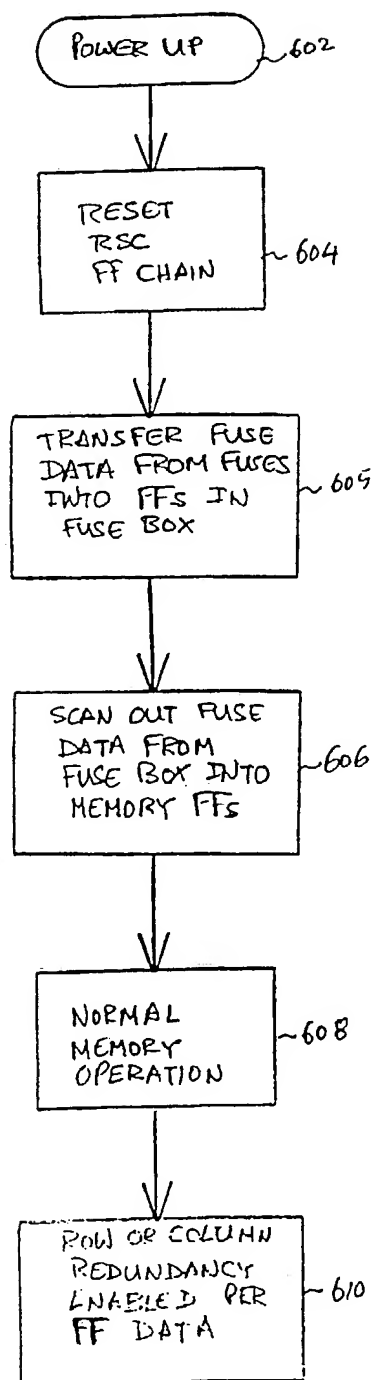 POWER UP
602
RESET
RSC
FF CHAIN
604
TRANSFER FUSE
DATA FROM FUSES
INTO FFs IN
FUSE BOX
605
SCAN OUT FUSE
DATA FROM
FUSE BOX INTO
MEMORY FFs
606
NORMAL
MEMORY
OPERATION
608
ROW OR COLUMN
REDUNDANCY
ENABLED PER
FF DATA
610